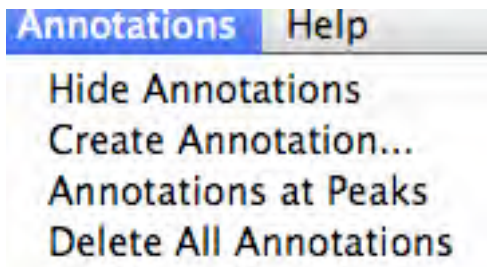 Annotations Help
Hide Annotations
Create Annotation...
Annotations at Peaks
Delete All Annotations